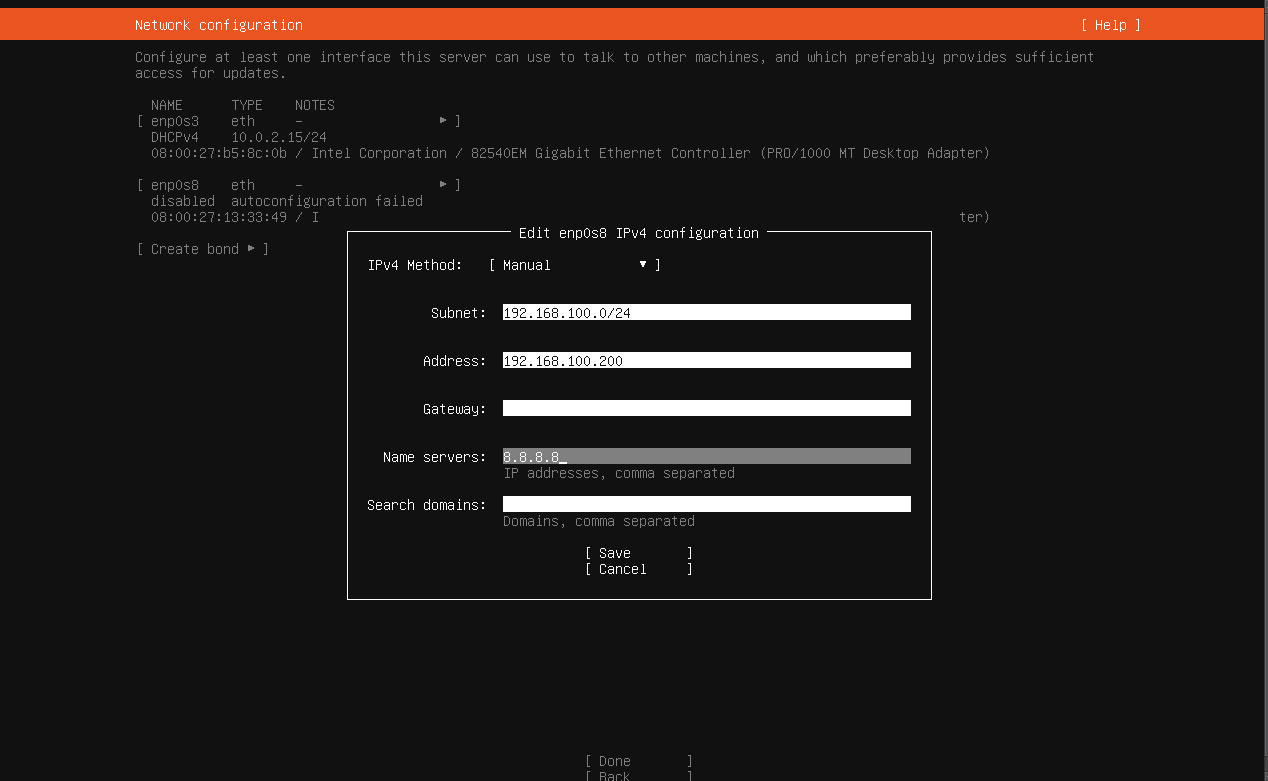 Network configuration [ Help ]
Configure at least one interface this server can use to talk to other machines, and which preferably provides sufficient
access for updates.
NAME TYPE NOTES
[ enp0s3 eth – ▸ ]
DHCPv4 10.0.2.15/24
08:00:27:b5:8c:0b / Intel Corporation / 82540EM Gigabit Ethernet Controller (PRO/1000 MT Desktop Adapter)
[ enp0s8 eth – ▸ ]
disabled autoconfiguration failed
08:00:27:13:33:49 / I ter)
[ Create bond ▸ ]
Edit enp0s8 IPv4 configuration
IPv4 Method: [ Manual ▾ ]
Subnet: 192.168.100.0/24
Address: 192.168.100.200
Gateway:
Name servers: 8.8.8.8_
IP addresses, comma separated
Search domains:
Domains, comma separated
[ Save ]
[ Cancel ]
[ Done ]
[ Back ]